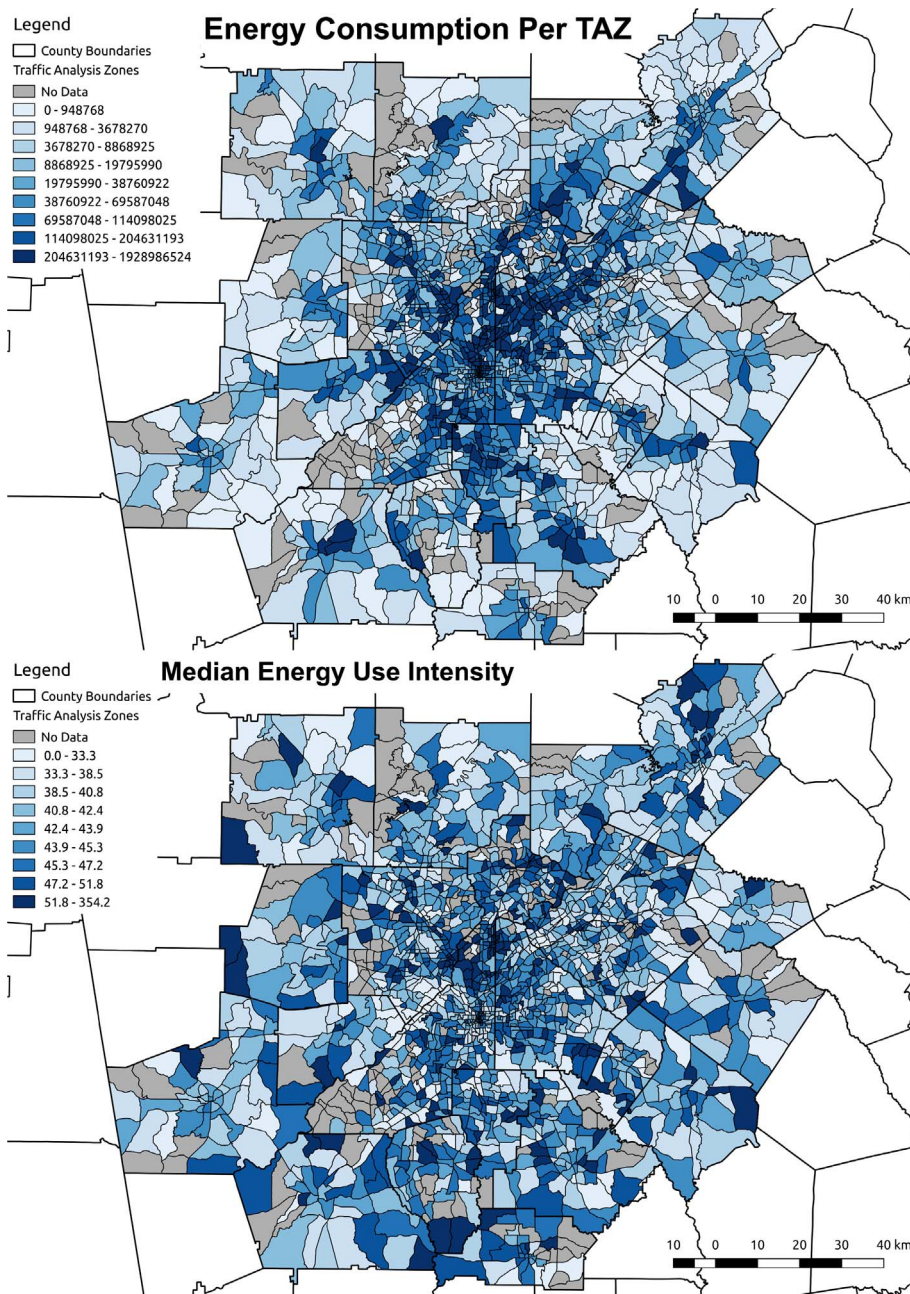 Energy Consumption Per TAZ
Legend
County Boundaries
Traffic Analysis Zones
No Data
0 - 948768
948768 - 3678270
3678270 - 8868925
8868925 - 19795990
19795990 - 38760922
38760922 - 69587048
69587048 - 114098025
114098025 - 204631193
204631193 - 1928986524
10 0 10 20 30 40 km
Median Energy Use Intensity
Legend
County Boundaries
Traffic Analysis Zones
No Data
0.0 - 33.3
33.3 - 38.5
38.5 - 40.8
40.8 - 42.4
42.4 - 43.9
43.9 - 45.3
45.3 - 47.2
47.2 - 51.8
51.8 - 354.2
10 0 10 20 30 40 km